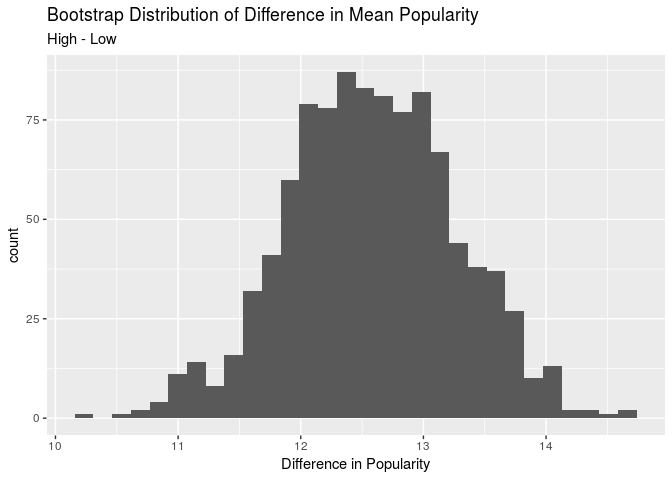 Bootstrap Distribution of Difference in Mean Popularity
High - Low
75
50
25
0
count
10 11 12 13 14
Difference in Popularity